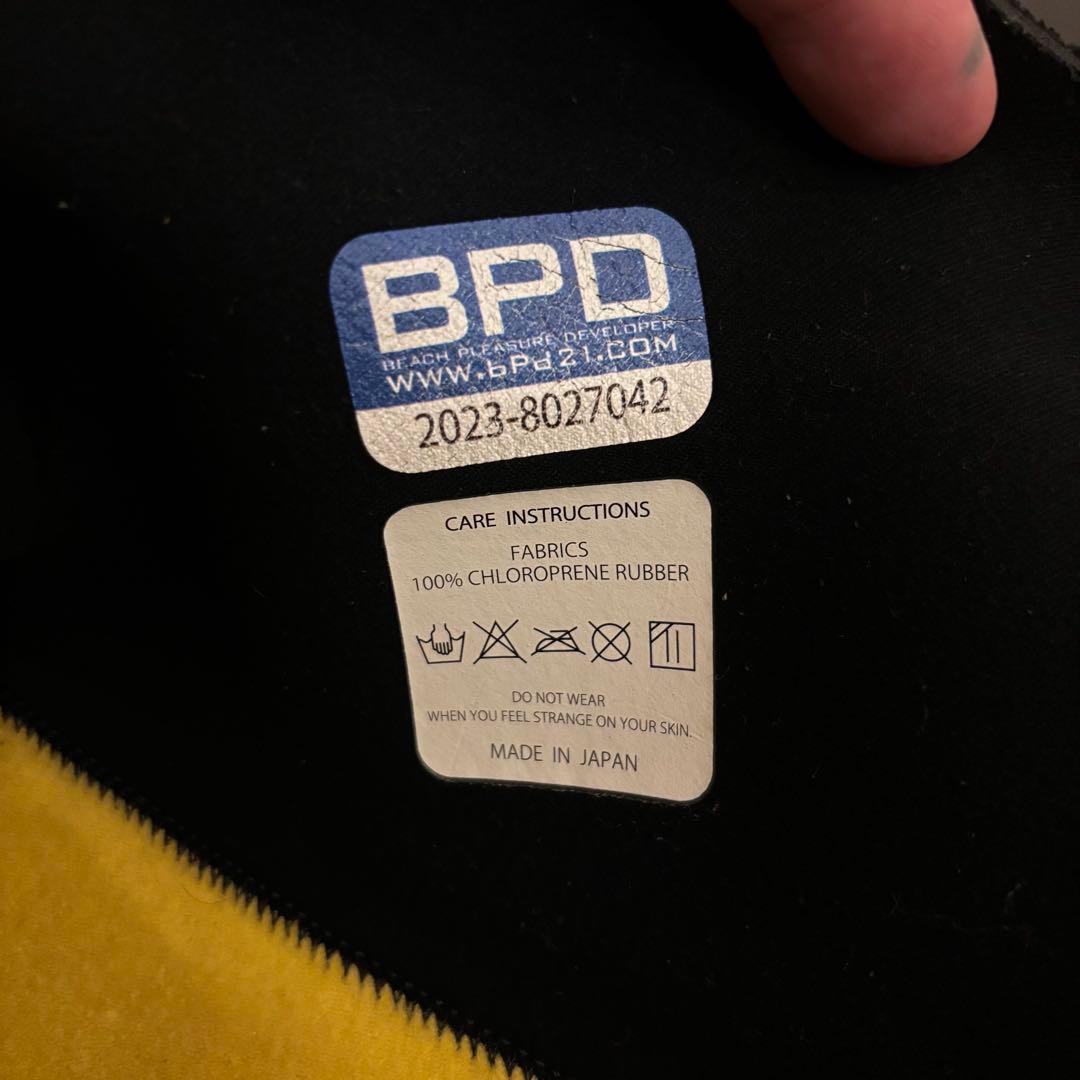 BPD
BEACH PLEASURE DEVELOPER
WWW.bPd21.COM
2023-8027042
CARE INSTRUCTIONS
FABRICS
100% CHLOROPRENE RUBBER
DO NOT WEAR
WHEN YOU FEEL STRANGE ON YOUR SKIN.
MADE IN JAPAN